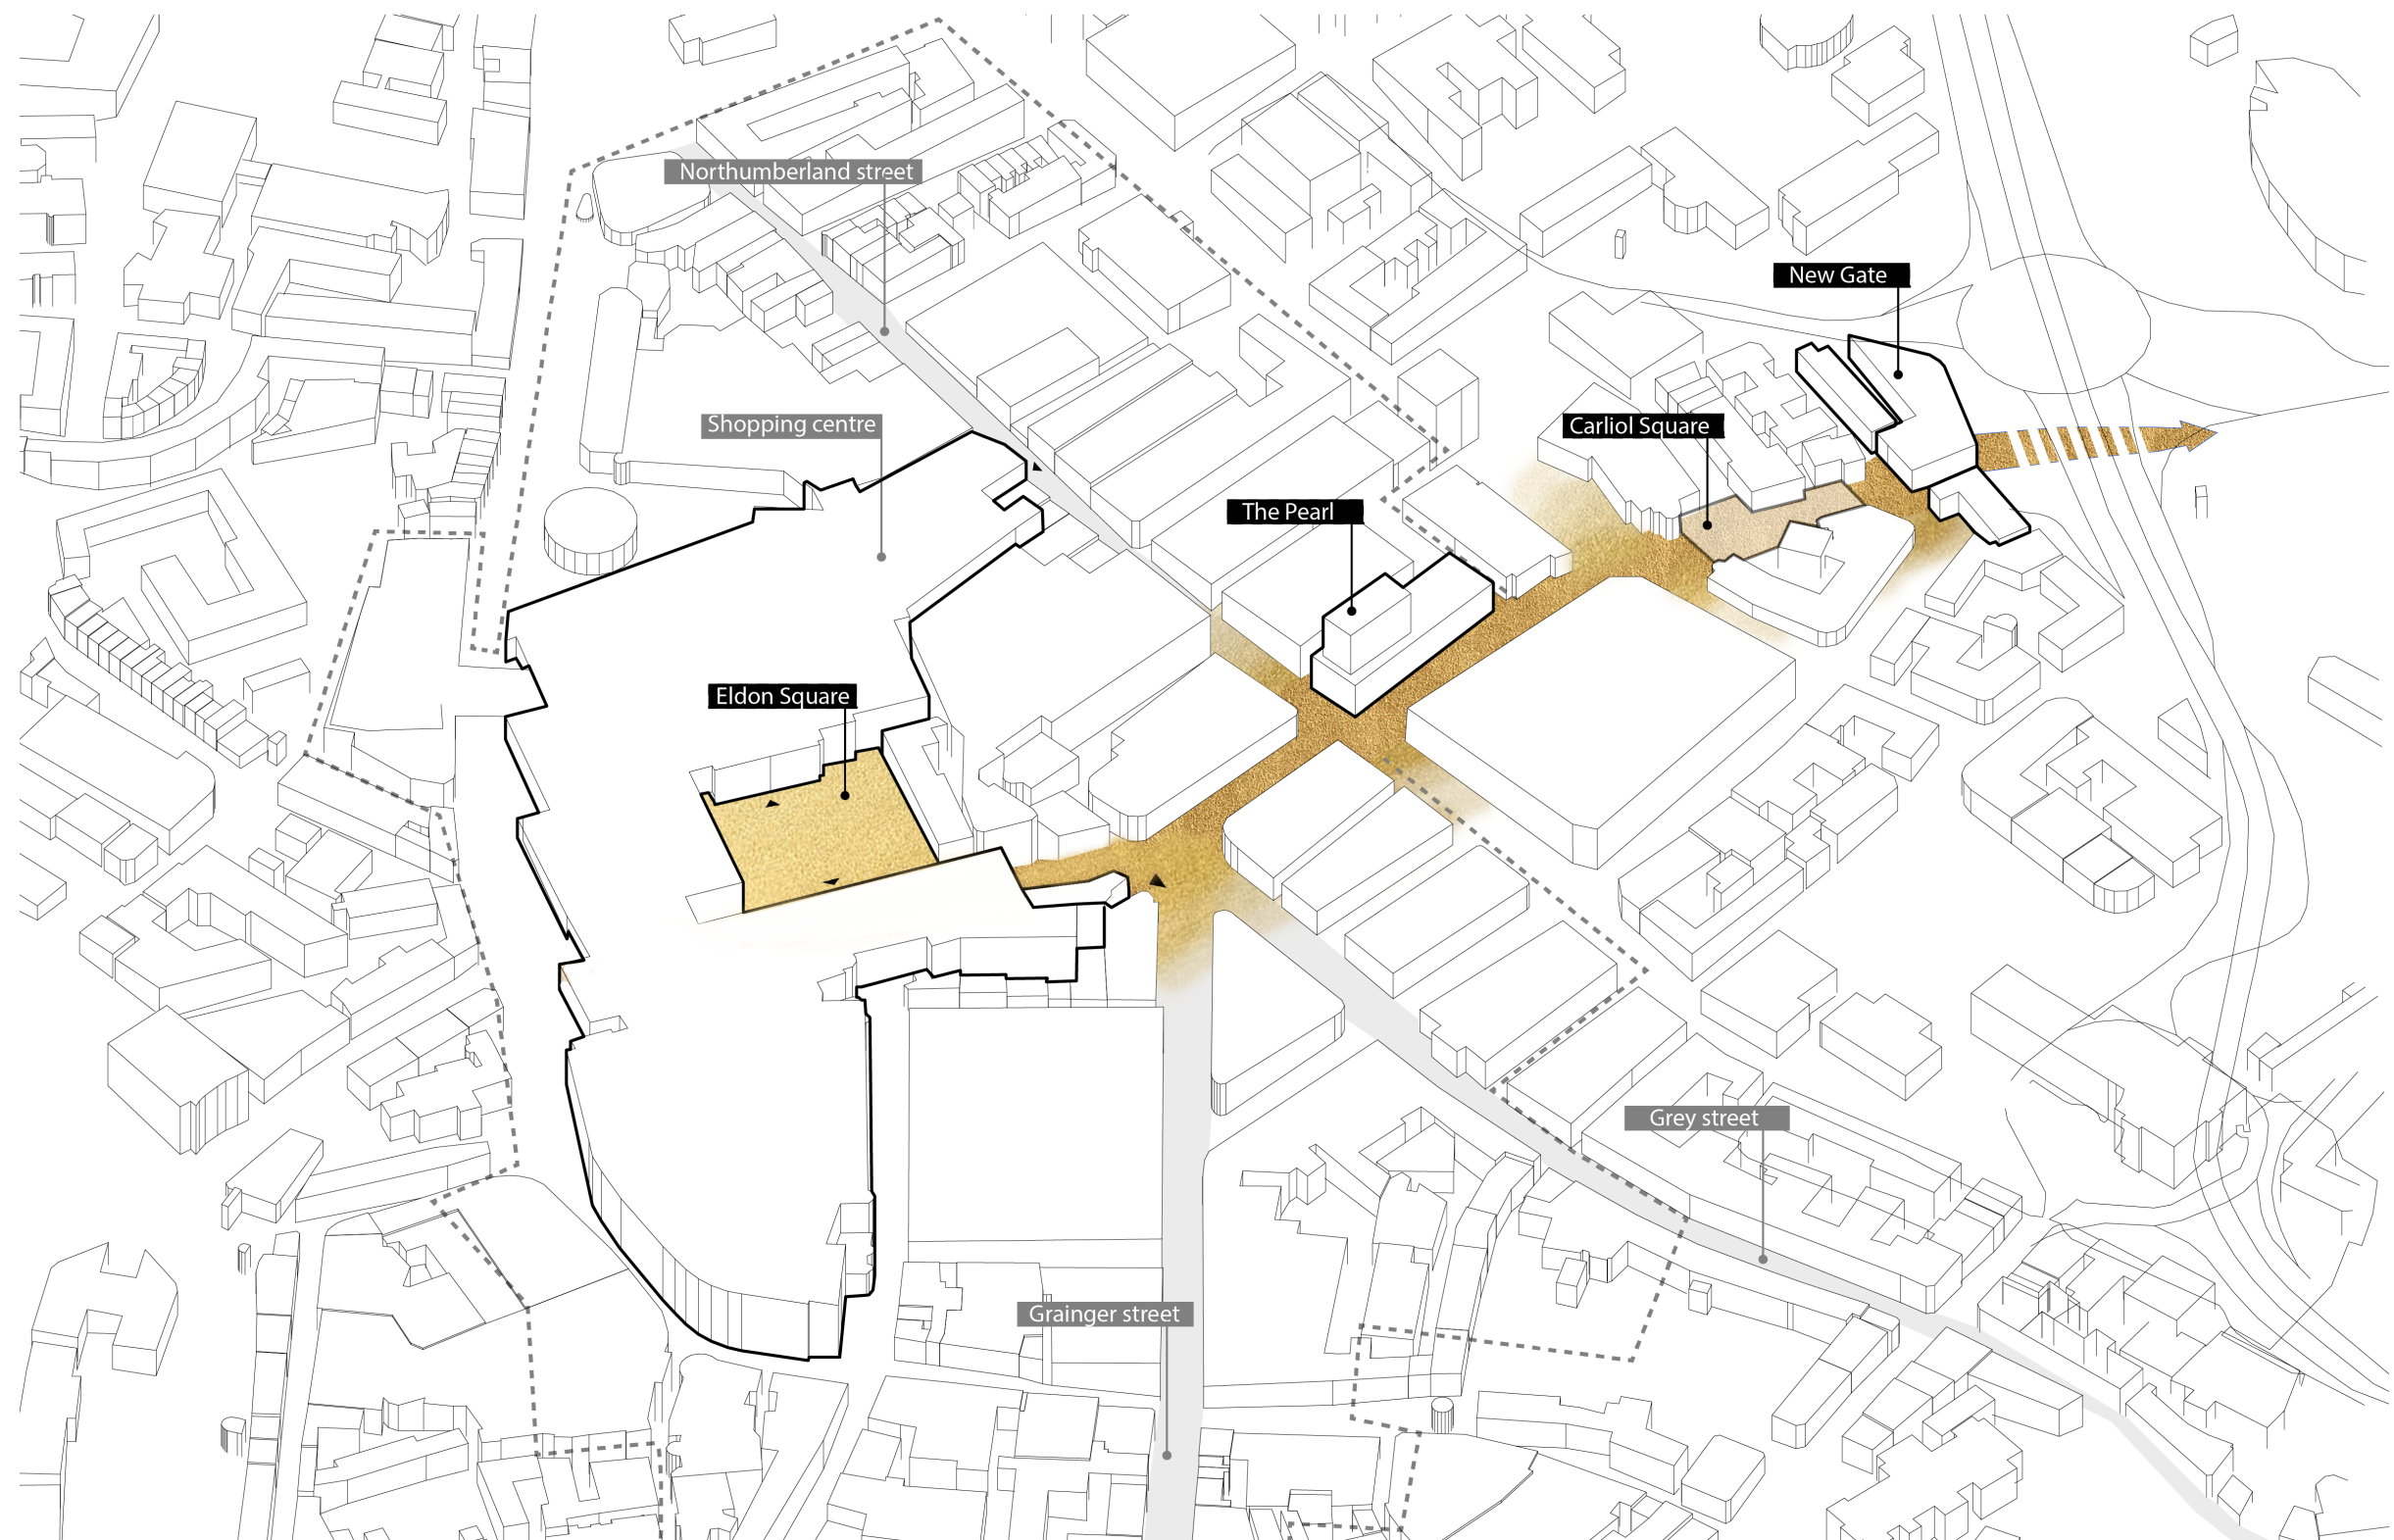 Northumberland street
New Gate
Shopping centre
Carliol Square
The Pearl
Eldon Square
Grey street
Grainger street